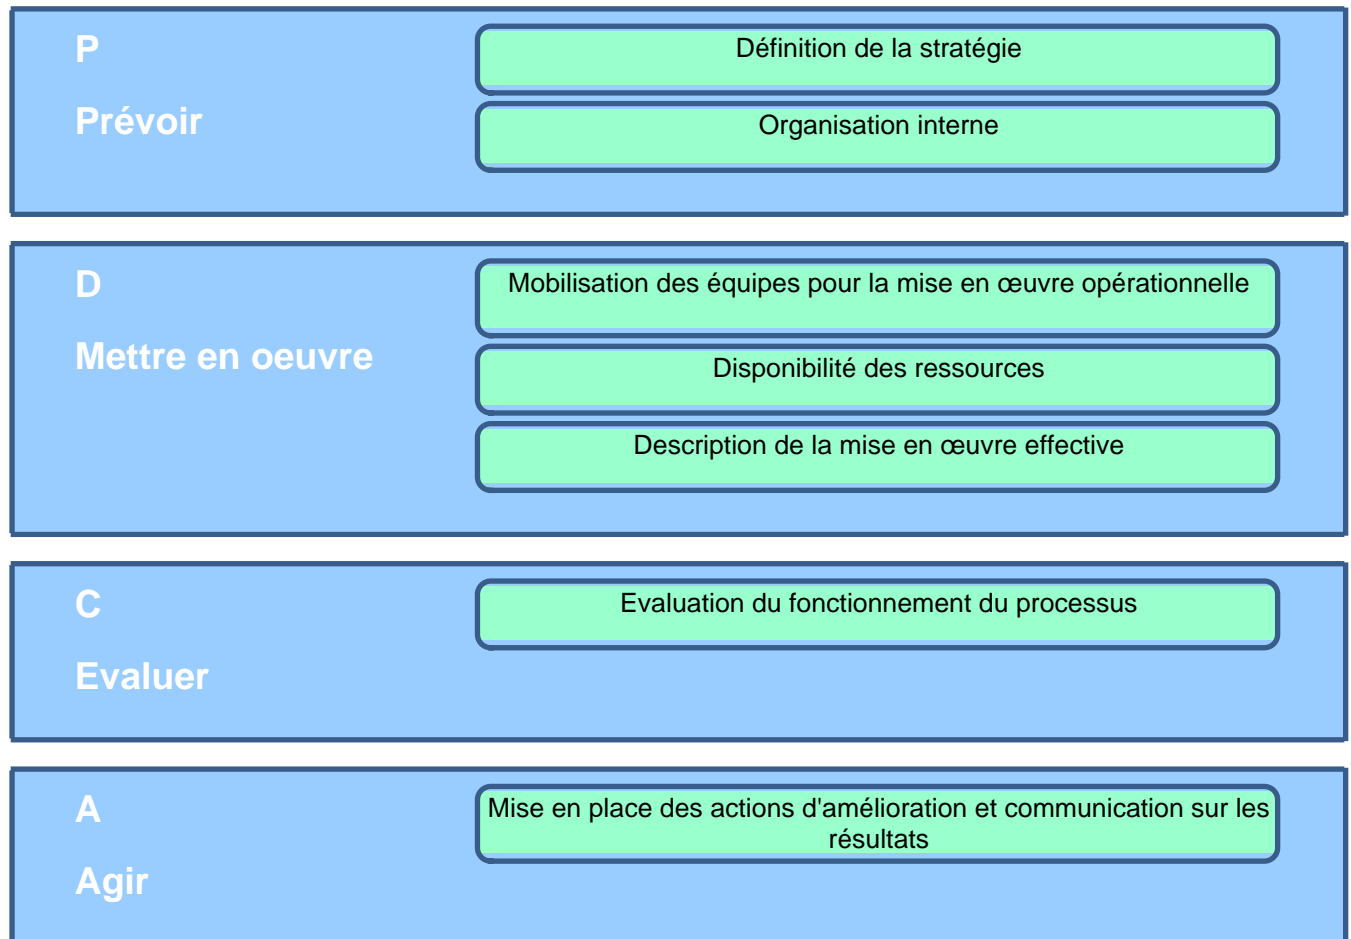 P
Prévoir
Définition de la stratégie
Organisation interne
D
Mettre en oeuvre
Mobilisation des équipes pour la mise en œuvre opérationnelle
Disponibilité des ressources
Description de la mise en œuvre effective
C
Evaluer
Evaluation du fonctionnement du processus
A
Agir
Mise en place des actions d'amélioration et communication sur les
résultats